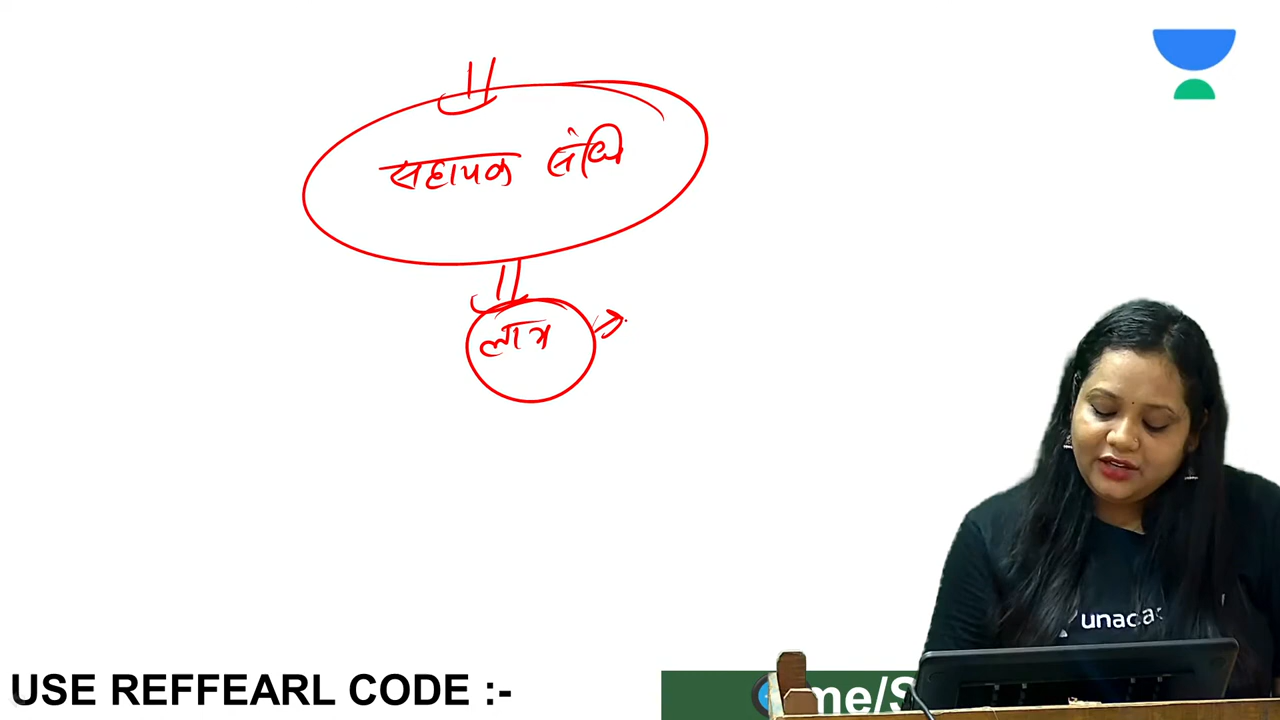 सहायक संधि
लाभ
unaca
USE REFFEARL CODE :-
me/S